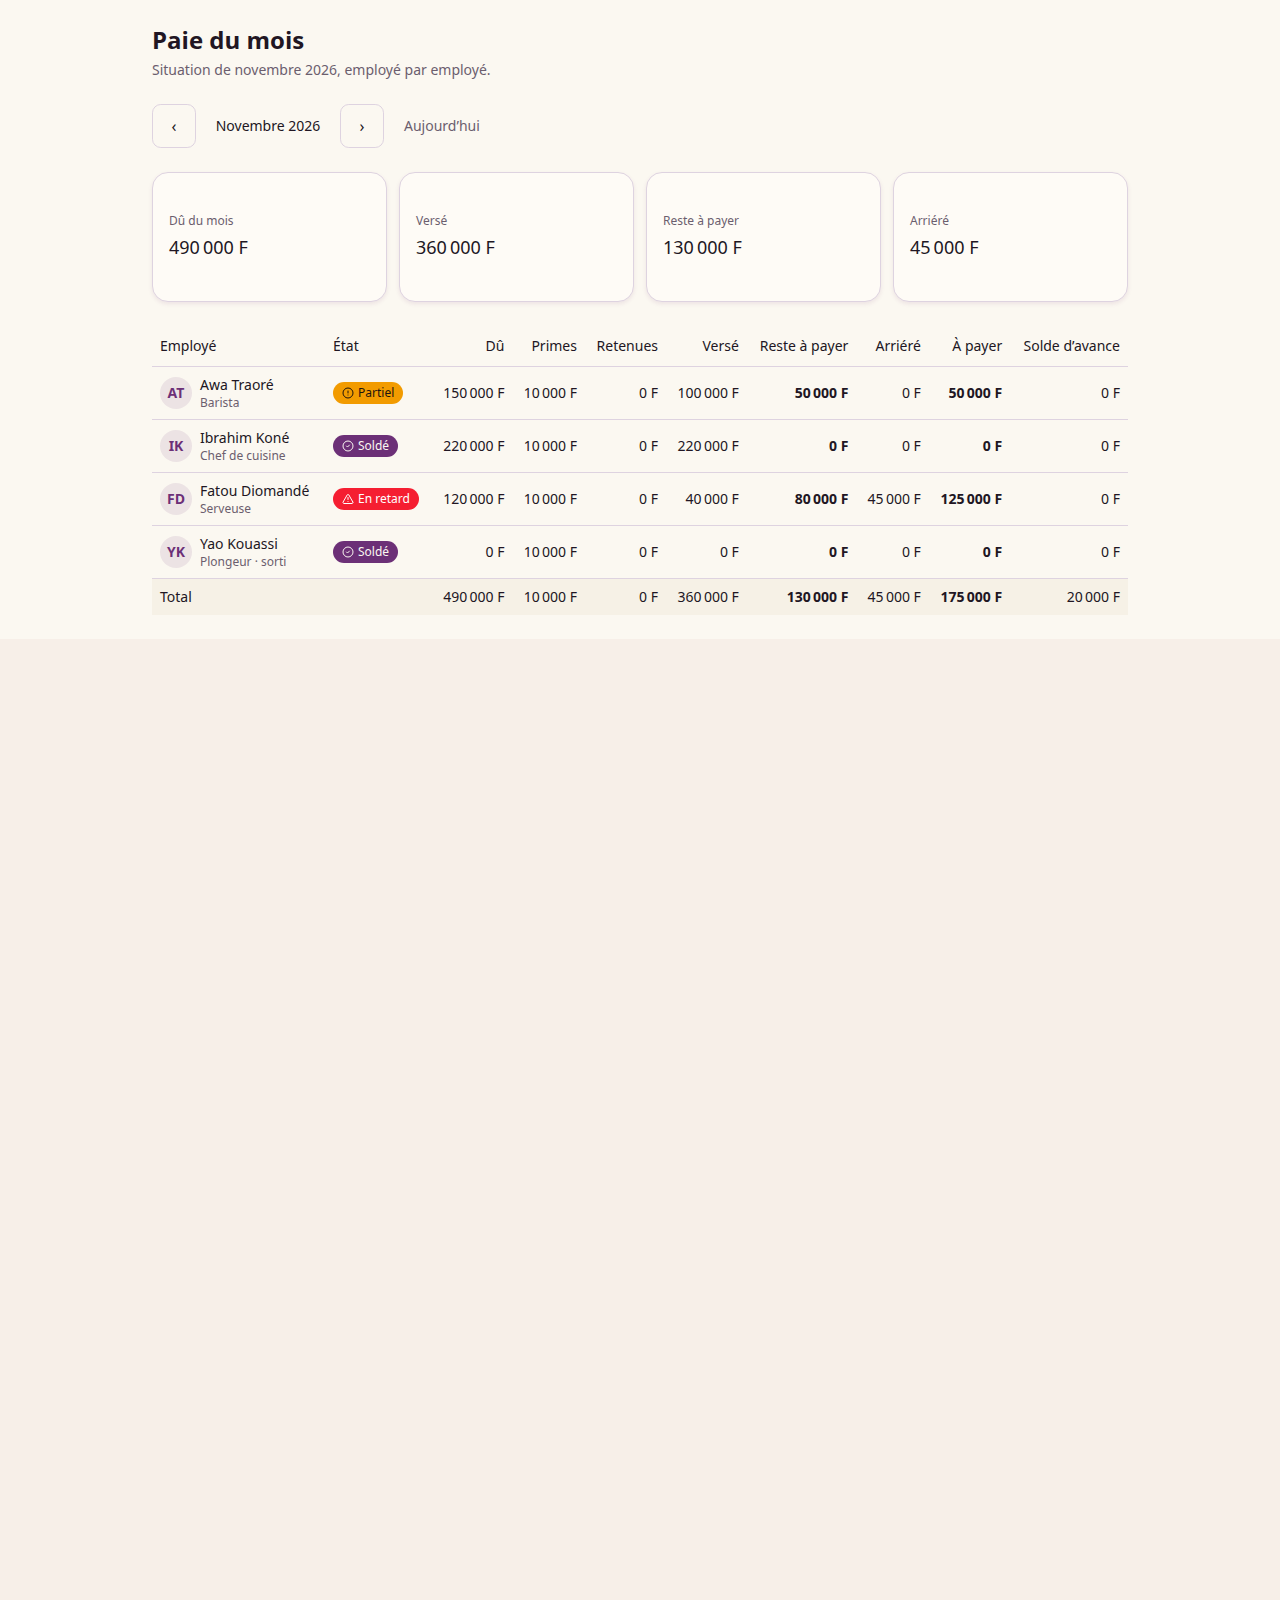 Paie du mois
Situation de novembre 2026, employé par employé.
‹ Novembre 2026 › Aujourd’hui
Dû du mois Versé Reste à payer Arriéré
490 000 F 360 000 F 130 000 F 45 000 F
Employé État Dû Primes Retenues Versé Reste à payer Arriéré À payer Solde d’avance
AT Awa Traoré Partiel 150 000 F 10 000 F 0 F 100 000 F 50 000 F 0 F 50 000 F 0 F
Barista
IK Ibrahim Koné Soldé 220 000 F 10 000 F 0 F 220 000 F 0 F 0 F 0 F 0 F
Chef de cuisine
FD Fatou Diomandé En retard 120 000 F 10 000 F 0 F 40 000 F 80 000 F 45 000 F 125 000 F 0 F
Serveuse
YK Yao Kouassi Soldé 0 F 10 000 F 0 F 0 F 0 F 0 F 0 F 0 F
Plongeur · sorti
Total 490 000 F 10 000 F 0 F 360 000 F 130 000 F 45 000 F 175 000 F 20 000 F